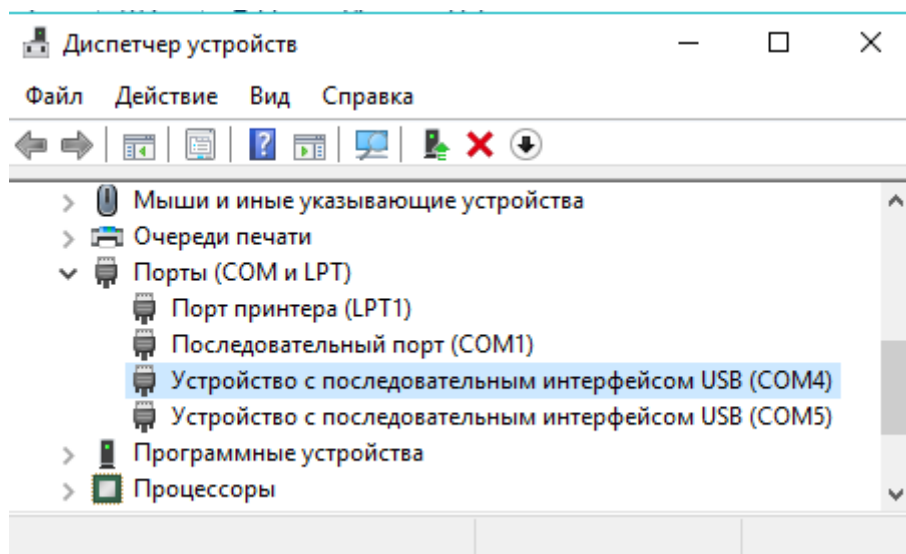 Диспетчер устройств
Файл Действие Вид Справка
Мыши и иные указывающие устройства
Очереди печати
Порты (COM и LPT)
Порт принтера (LPT1)
Последовательный порт (COM1)
Устройство с последовательным интерфейсом USB (COM4)
Устройство с последовательным интерфейсом USB (COM5)
Программные устройства
Процессоры